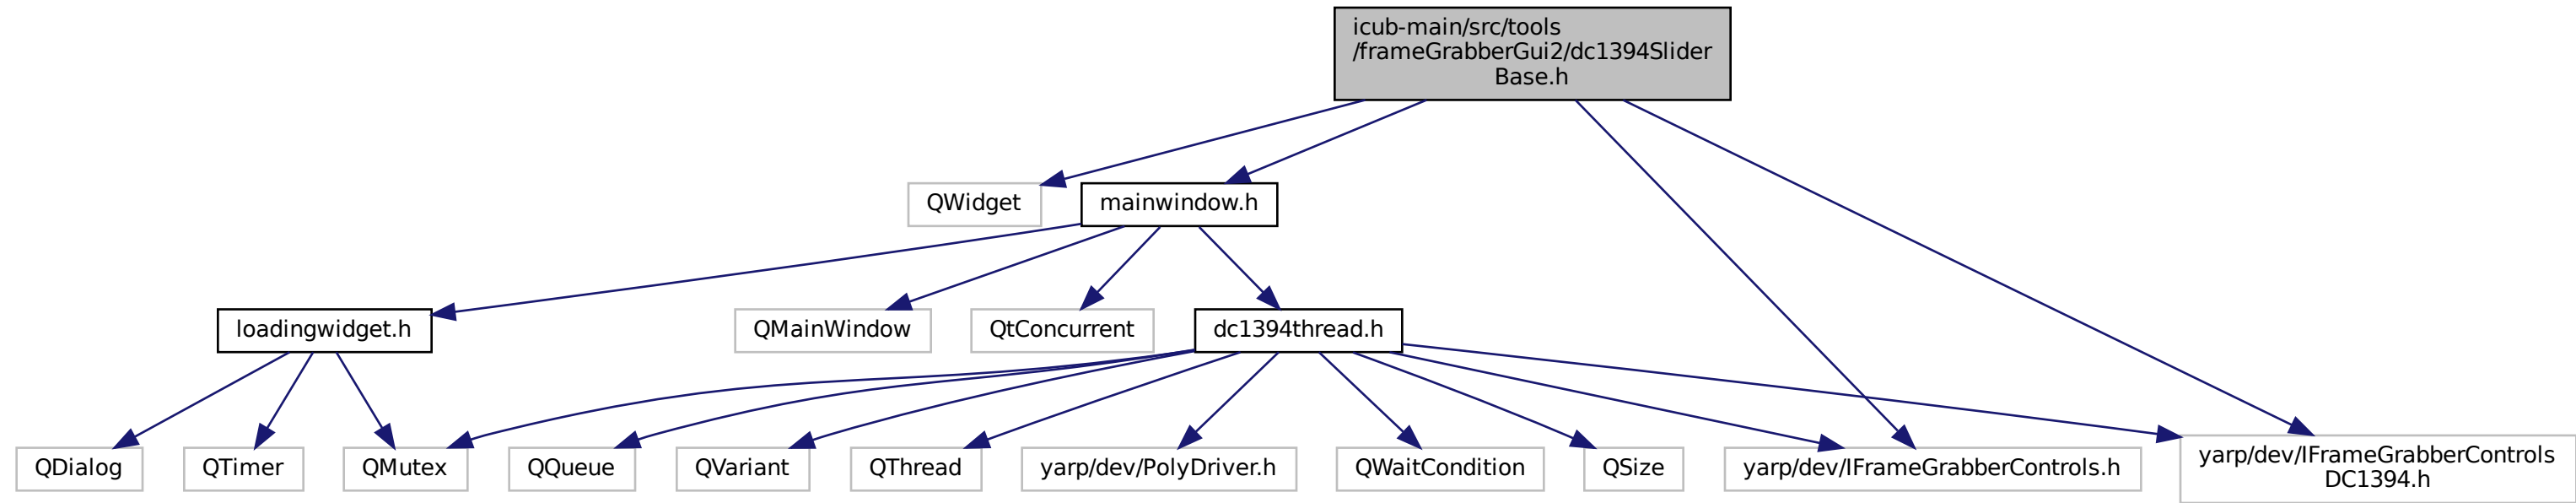 icub-main/src/tools
/frameGrabberGui2/dc1394Slider
Base.h
QWidget
mainwindow.h
loadingwidget.h
QMainWindow
QtConcurrent
dc1394thread.h
QDialog
QTimer
QMutex
QQueue
QVariant
QThread
yarp/dev/PolyDriver.h
QWaitCondition
QSize
yarp/dev/IFrameGrabberControls.h
yarp/dev/IFrameGrabberControls
DC1394.h